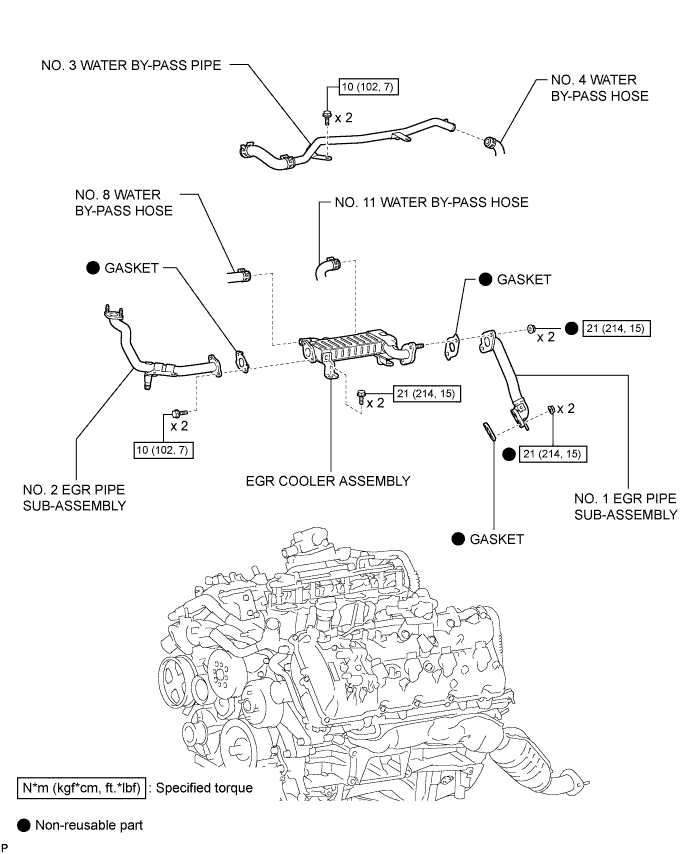 NO. 3 WATER BY-PASS PIPE
10 (102, 7)
x 2
NO. 4 WATER
BY-PASS HOSE
NO. 8 WATER
BY-PASS HOSE
NO. 11 WATER BY-PASS HOSE
GASKET
GASKET
x 2
21 (214, 15)
x 2
21 (214, 15)
x 2
10 (102, 7)
x 2
21 (214, 15)
EGR COOLER ASSEMBLY
NO. 2 EGR PIPE
SUB-ASSEMBLY
NO. 1 EGR PIPE
SUB-ASSEMBLY
GASKET
N*m (kgf*cm, ft.*lbf) : Specified torque
Non-reusable part
P